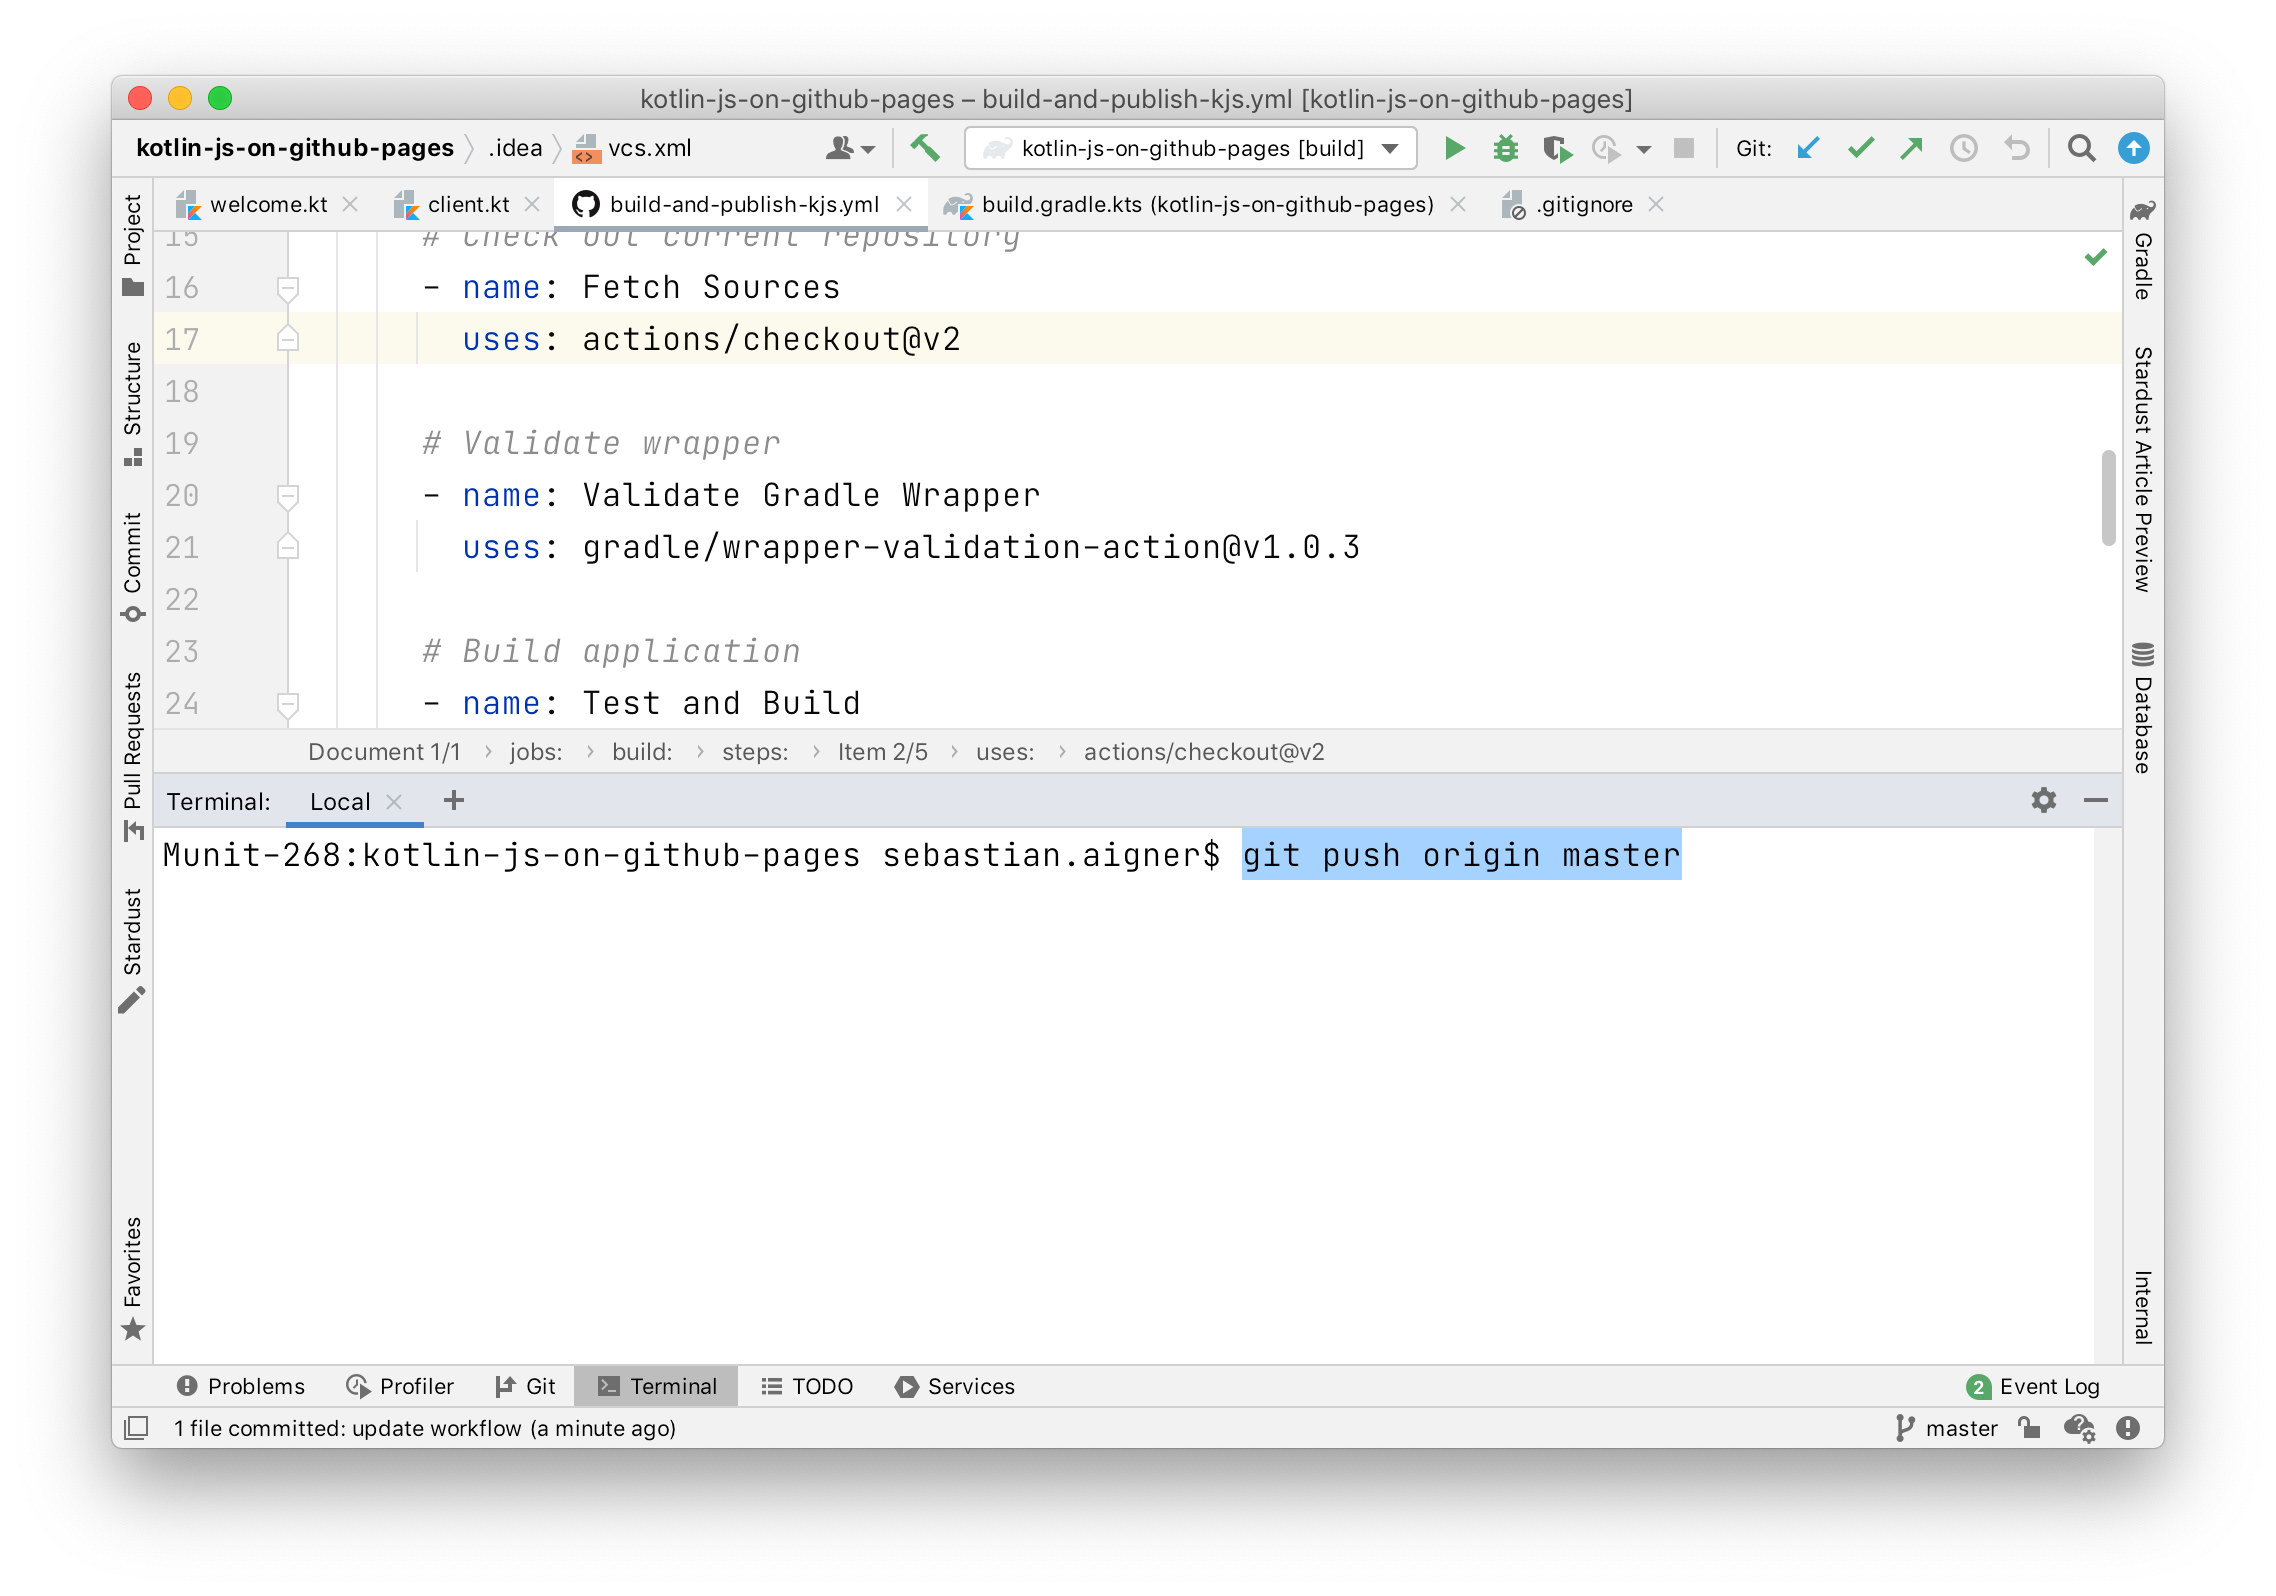 kotlin-js-on-github-pages – build-and-publish-kjs.yml [kotlin-js-on-github-pages]
kotlin-js-on-github-pages .idea vcs.xml
kotlin-js-on-github-pages [build]
Git:
welcome.kt
client.kt
build-and-publish-kjs.yml
build.gradle.kts (kotlin-js-on-github-pages)
.gitignore
Project
Structure
Commit
Pull Requests
Stardust
Favorites
15 # Check out current repository
16 - name: Fetch Sources
17 uses: actions/checkout@v2
18
19 # Validate wrapper
20 - name: Validate Gradle Wrapper
21 uses: gradle/wrapper-validation-action@v1.0.3
22
23 # Build application
24 - name: Test and Build
Document 1/1 › jobs: › build: › steps: › Item 2/5 › uses: › actions/checkout@v2
Gradle
Stardust Article Preview
Database
Internal
Terminal: Local
Munit-268:kotlin-js-on-github-pages sebastian.aigner$ git push origin master
Problems Profiler Git Terminal TODO Services
2 Event Log
1 file committed: update workflow (a minute ago)
master